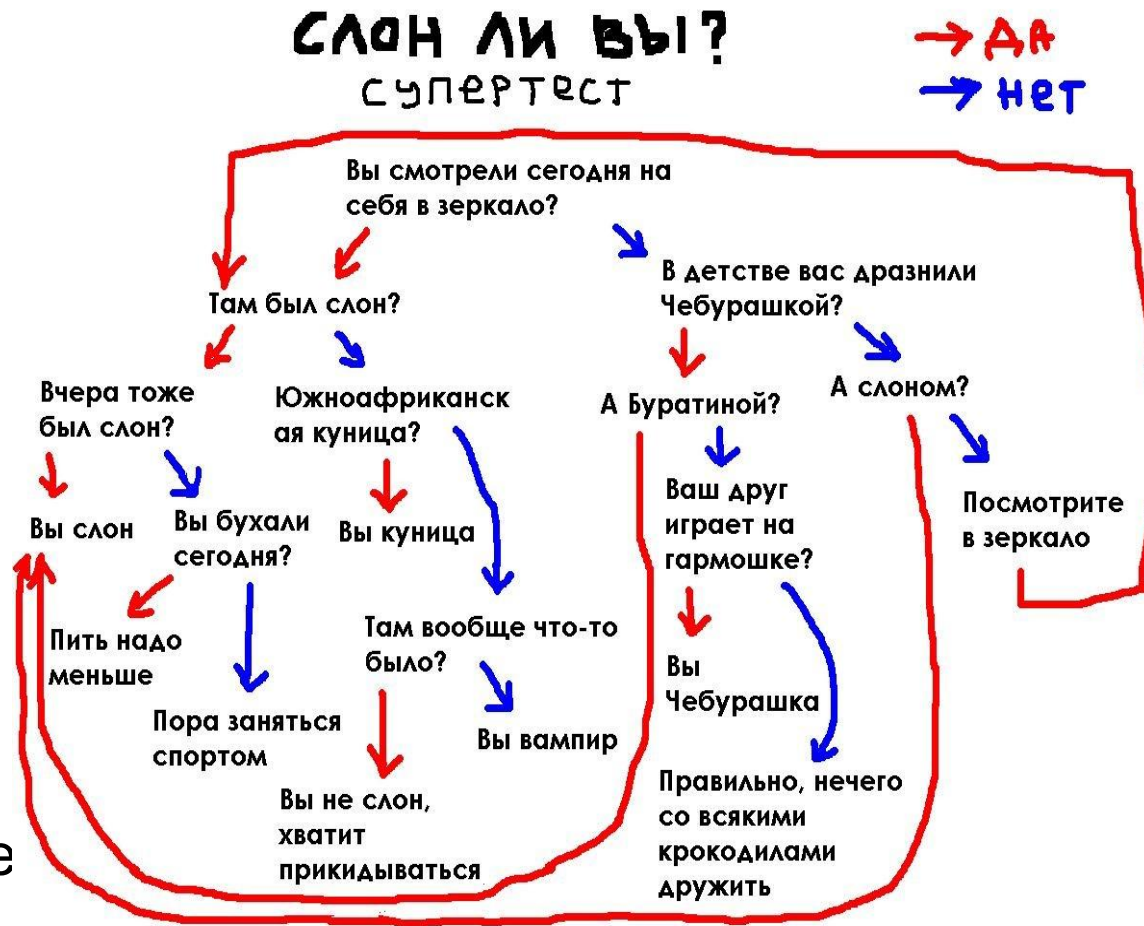 СЛОН ЛИ ВЫ?
СУПЕРТЕСТ
→ ДА
→ НЕТ
Вы смотрели сегодня на
себя в зеркало?
Там был слон?
В детстве вас дразнили
Чебурашкой?
Вчера тоже
был слон?
Южноафриканск
ая куница?
А Буратиной?
А слоном?
Вы слон
Вы бухали
сегодня?
Вы куница
Ваш друг
играет на
гармошке?
Посмотрите
в зеркало
Пить надо
меньше
Там вообще что-то
было?
Вы
Чебурашка
Пора заняться
спортом
Вы вампир
Вы не слон,
хватит
прикидываться
Правильно, нечего
со всякими
крокодилами
дружить
е